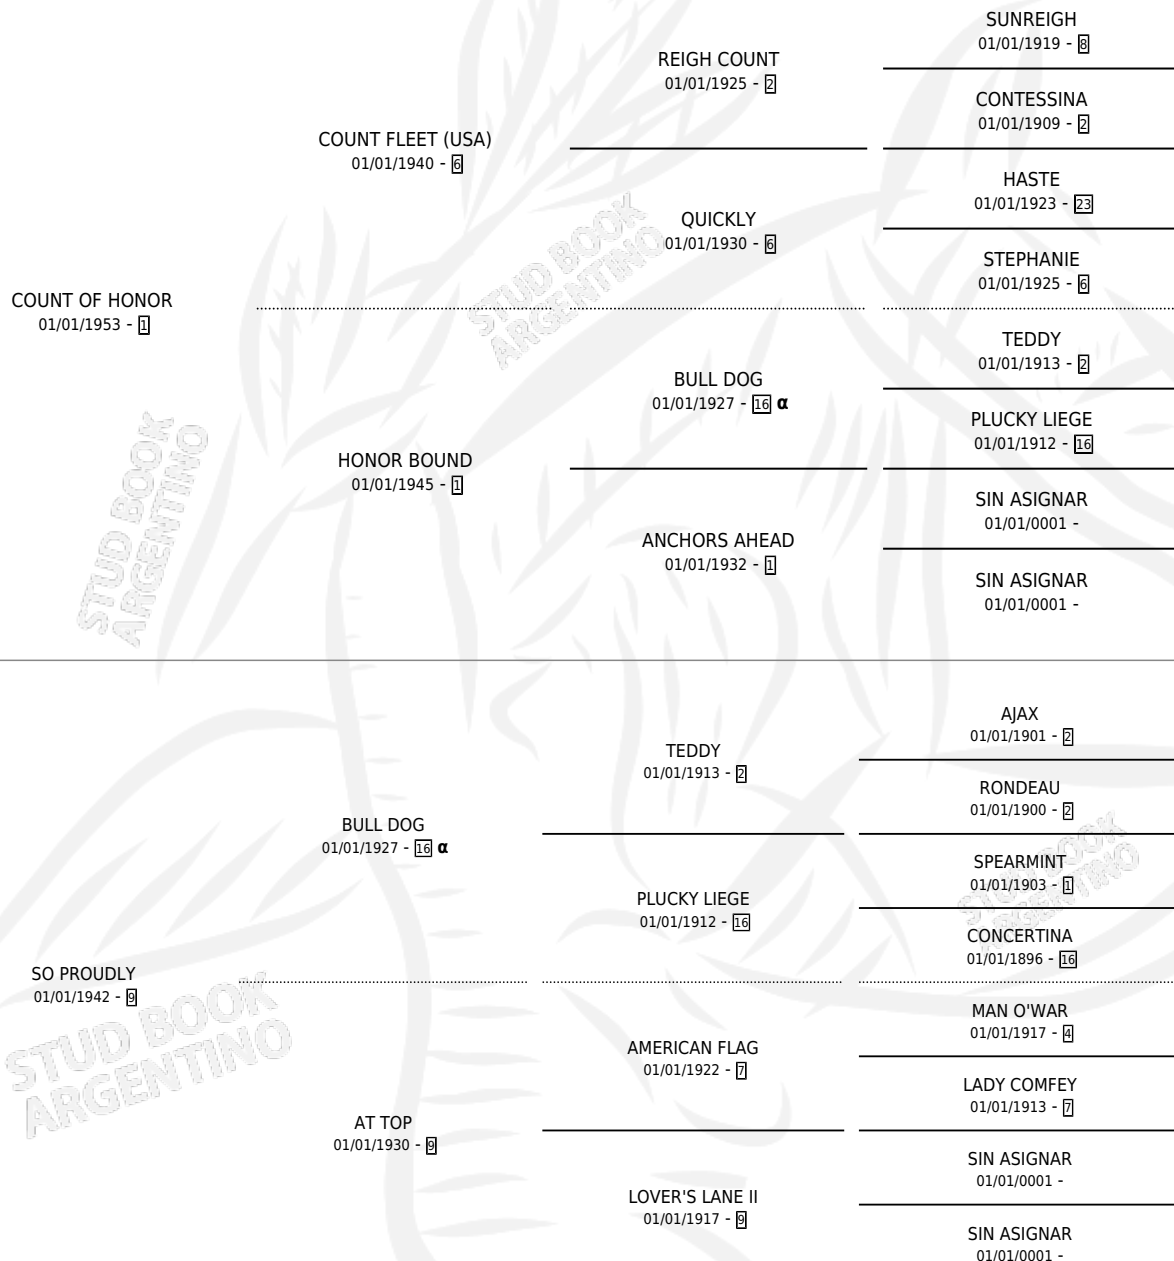 SUNREIGH
01/01/1919 - 8
REIGH COUNT
01/01/1925 - 2
CONTESSINA
01/01/1909 - 2
COUNT FLEET (USA)
01/01/1940 - 6
HASTE
01/01/1923 - 23
QUICKLY
01/01/1930 - 6
STEPHANIE
01/01/1925 - 6
COUNT OF HONOR
01/01/1953 - 1
TEDDY
01/01/1913 - 2
BULL DOG
01/01/1927 - 16 α
PLUCKY LIEGE
01/01/1912 - 16
HONOR BOUND
01/01/1945 - 1
SIN ASIGNAR
01/01/0001 -
ANCHORS AHEAD
01/01/1932 - 1
SIN ASIGNAR
01/01/0001 -
AJAX
01/01/1901 - 2
TEDDY
01/01/1913 - 2
RONDEAU
01/01/1900 - 2
BULL DOG
01/01/1927 - 16 α
SPEARMINT
01/01/1903 - 1
PLUCKY LIEGE
01/01/1912 - 16
CONCERTINA
01/01/1896 - 16
SO PROUDLY
01/01/1942 - 9
MAN O'WAR
01/01/1917 - 4
AMERICAN FLAG
01/01/1922 - 7
LADY COMFEY
01/01/1913 - 7
AT TOP
01/01/1930 - 9
SIN ASIGNAR
01/01/0001 -
LOVER'S LANE II
01/01/1917 - 9
SIN ASIGNAR
01/01/0001 -
STUD BOOK
ARGENTINO
STUD BOOK
ARGENTINO
STUD BOOK
ARGENTINO
STUD BOOK
ARGENTINO